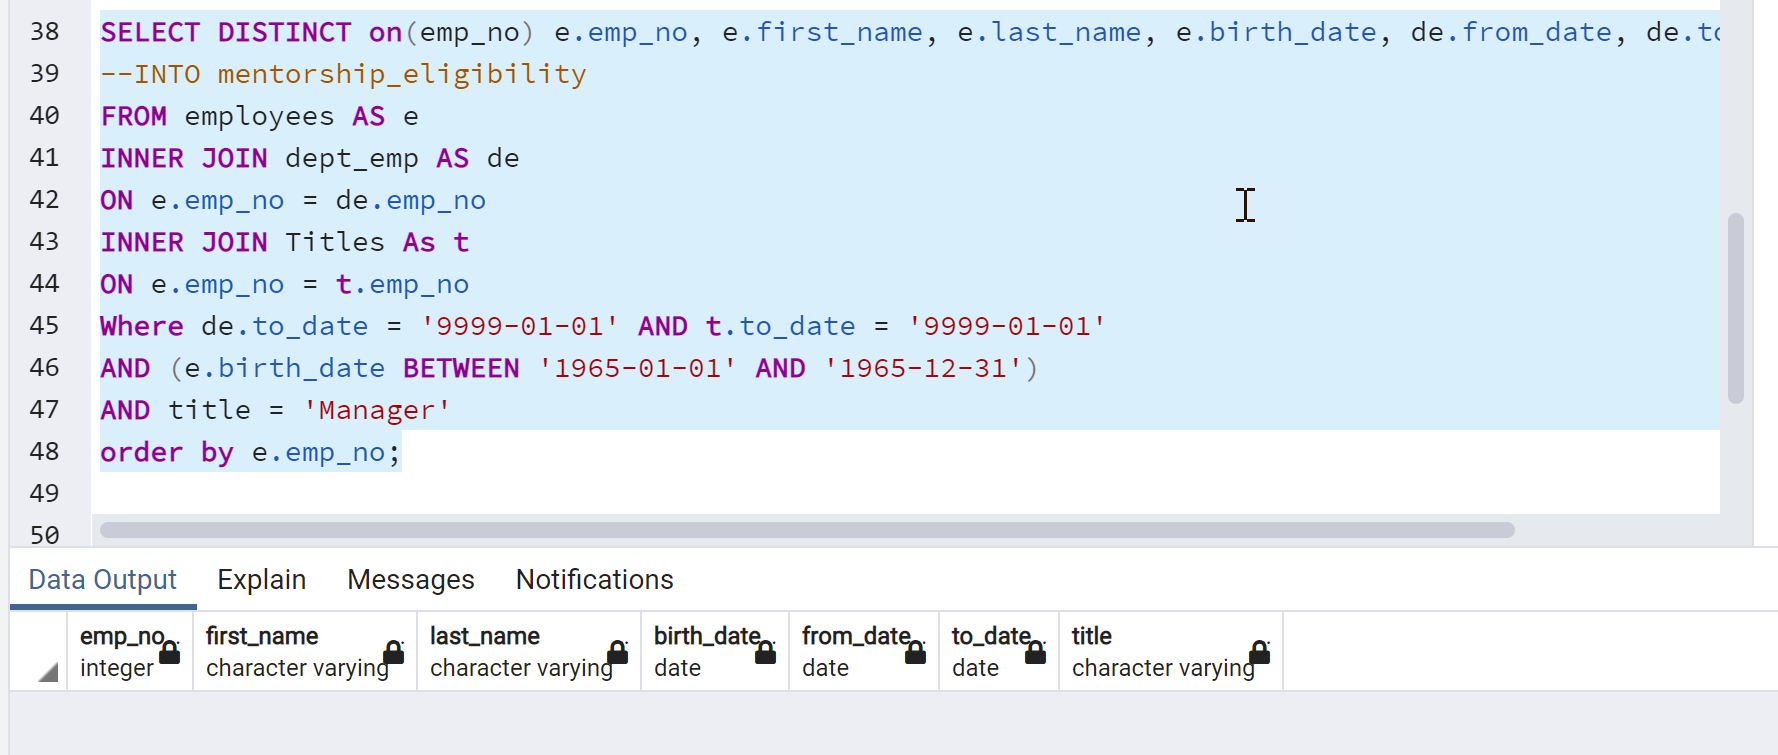 38 SELECT DISTINCT on(emp_no) e.emp_no, e.first_name, e.last_name, e.birth_date, de.from_date, de.to
39 --INTO mentorship_eligibility
40 FROM employees AS e
41 INNER JOIN dept_emp AS de
42 ON e.emp_no = de.emp_no
43 INNER JOIN Titles As t
44 ON e.emp_no = t.emp_no
45 Where de.to_date = '9999-01-01' AND t.to_date = '9999-01-01'
46 AND (e.birth_date BETWEEN '1965-01-01' AND '1965-12-31')
47 AND title = 'Manager'
48 order by e.emp_no;
49
50
Data Output Explain Messages Notifications
emp_no first_name last_name birth_date from_date to_date title
integer character varying character varying date date date character varying